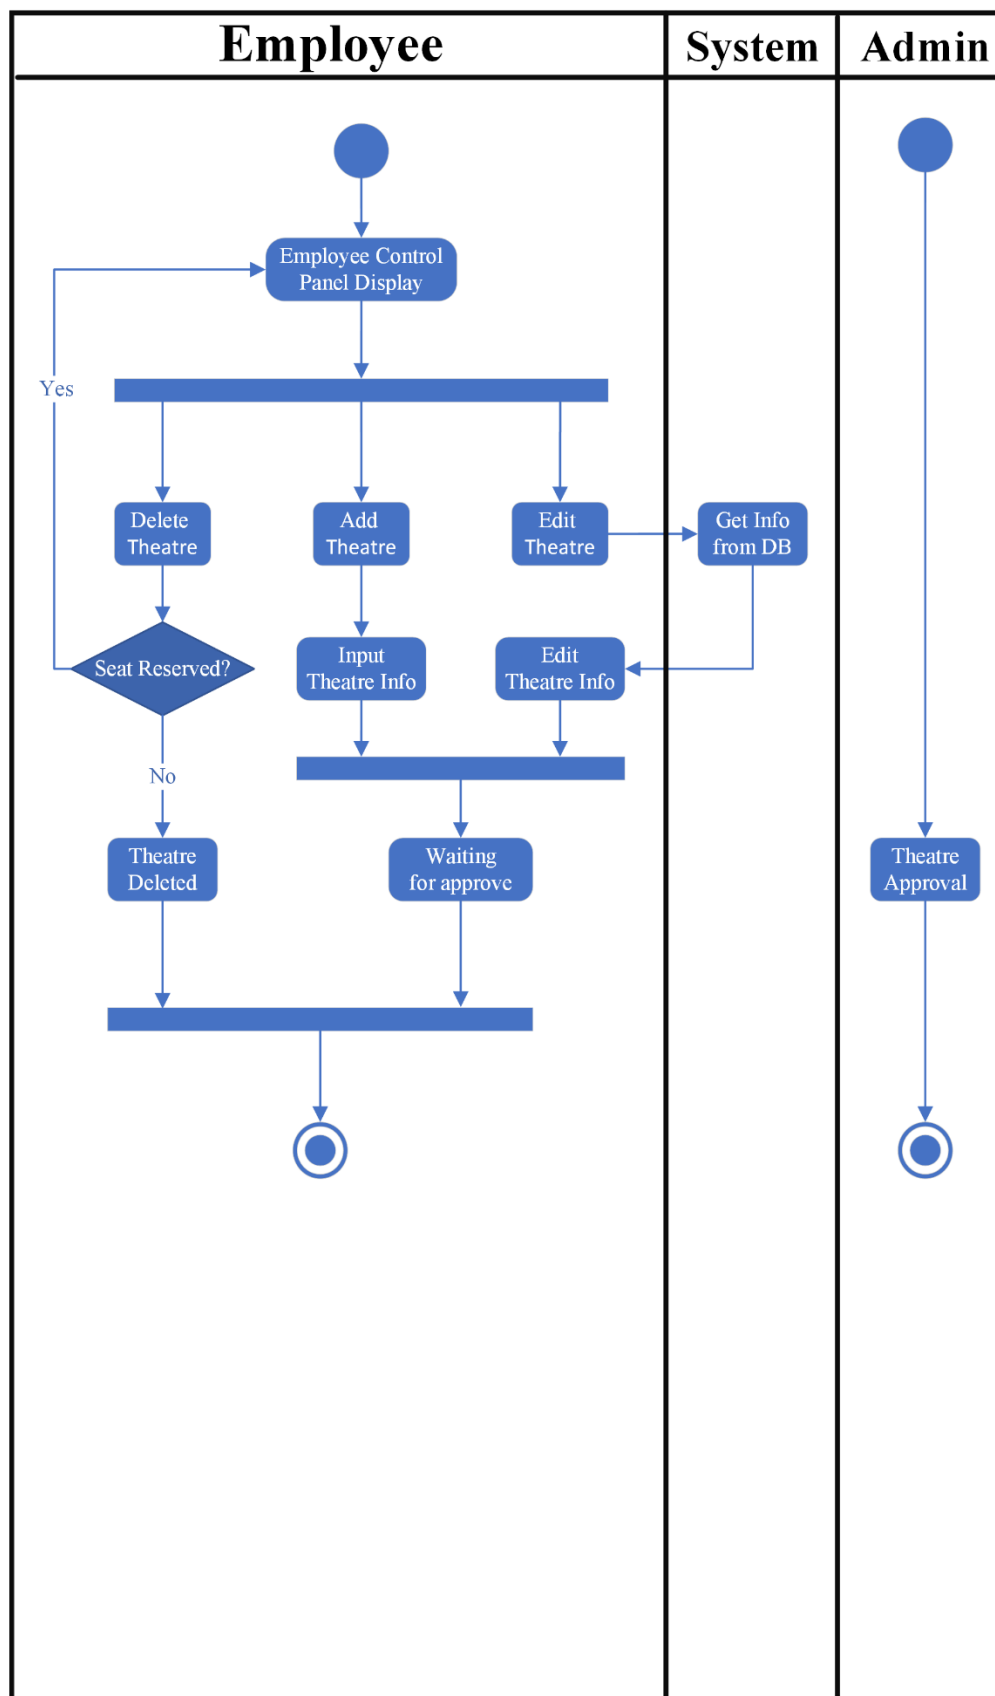 Employee
System
Admin
Employee Control
Panel Display
Yes
Delete
Theatre
Add
Theatre
Edit
Theatre
Get Info
from DB
Seat Reserved?
Input
Theatre Info
Edit
Theatre Info
No
Theatre
Deleted
Waiting
for approve
Theatre
Approval